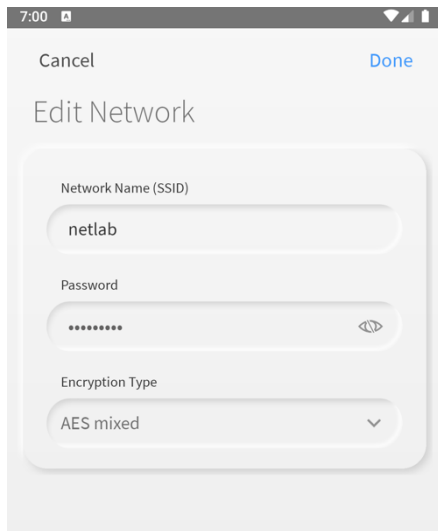 7:00 A
Cancel
Done
Edit Network
Network Name (SSID)
netlab
Password
•••••••••
Encryption Type
AES mixed